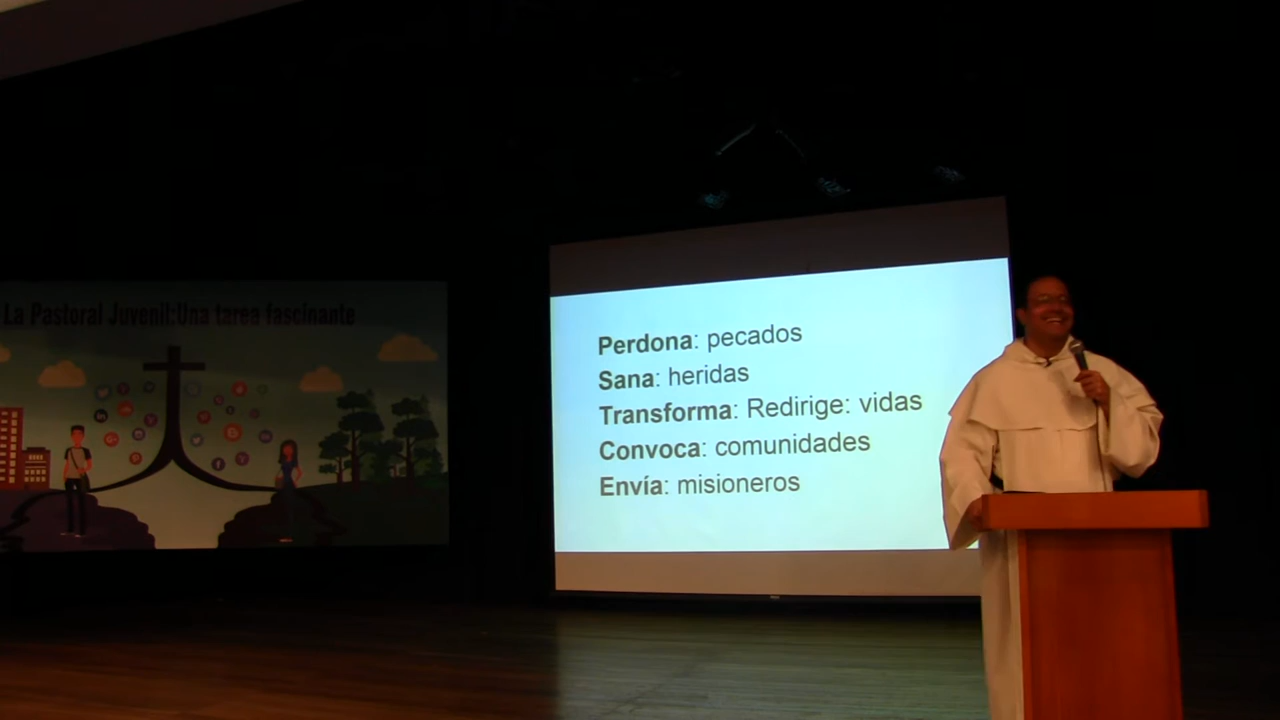 La Pastoral Juvenil:Una tarea fascinante
Perdona: pecados
Sana: heridas
Transforma: Redirige: vidas
Convoca: comunidades
Envía: misioneros